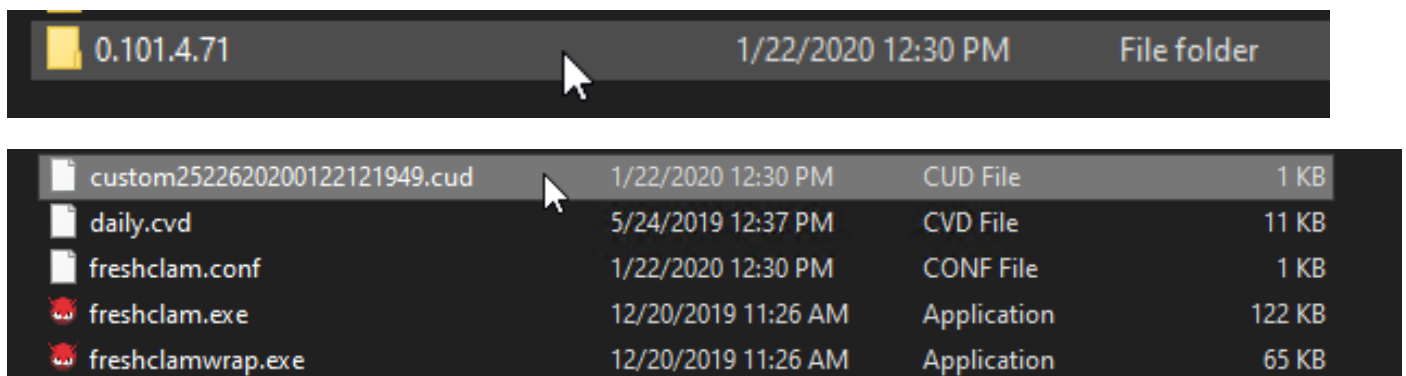 0.101.4.71 1/22/2020 12:30 PM File folder
custom2522620200122121949.cud 1/22/2020 12:30 PM CUD File 1 KB
daily.cvd 5/24/2019 12:37 PM CVD File 11 KB
freshclam.conf 1/22/2020 12:30 PM CONF File 1 KB
freshclam.exe 12/20/2019 11:26 AM Application 122 KB
freshclamwrap.exe 12/20/2019 11:26 AM Application 65 KB